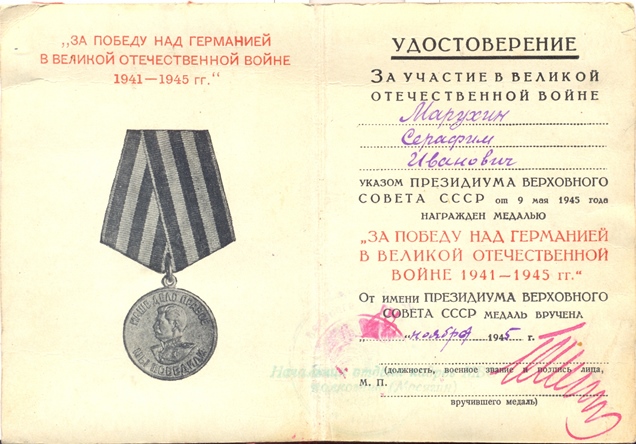 „ЗА ПОБЕДУ НАД ГЕРМАНИЕЙ
В ВЕЛИКОЙ ОТЕЧЕСТВЕННОЙ ВОЙНЕ
1941—1945 гг.“
НАШЕ ДЕЛО ПРАВОЕ
МЫ ПОБЕДИЛИ
УДОСТОВЕРЕНИЕ
ЗА УЧАСТИЕ В ВЕЛИКОЙ
ОТЕЧЕСТВЕННОЙ ВОЙНЕ
Марухин
Серафим
Иванович
УКАЗОМ ПРЕЗИДИУМА ВЕРХОВНОГО
СОВЕТА СССР от 9 мая 1945 года
НАГРАЖДЕН МЕДАЛЬЮ
„ЗА ПОБЕДУ НАД ГЕРМАНИЕЙ
В ВЕЛИКОЙ ОТЕЧЕСТВЕННОЙ
ВОЙНЕ 1941—1945 гг.“
От имени ПРЕЗИДИУМА ВЕРХОВНОГО
СОВЕТА СССР МЕДАЛЬ ВРУЧЕНА
„ “ ноября 1945 г.
(должность, военное звание и подпись лица,
М. П.
вручившего медаль)